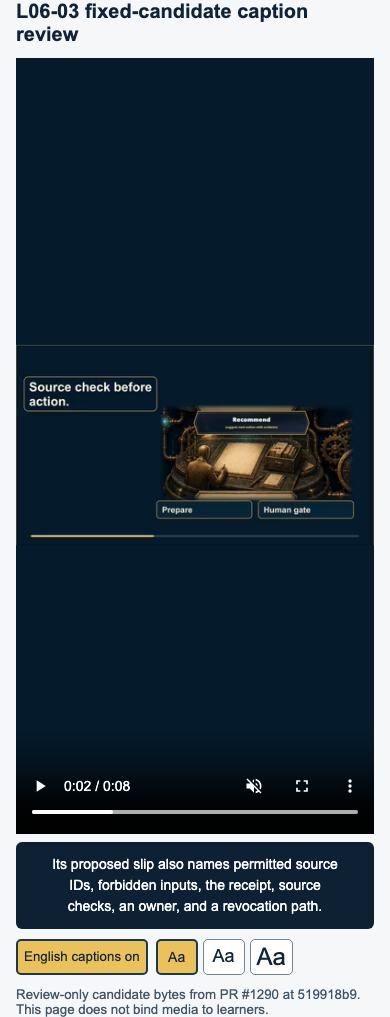 L06-03 fixed-candidate caption
review
Source check before
action.
Recommend
Prepare
Human gate
0:02 / 0:08
Its proposed slip also names permitted source
IDs, forbidden inputs, the receipt, source
checks, an owner, and a revocation path.
English captions on
Aa
Aa
Aa
Review-only candidate bytes from PR #1290 at 519918b9.
This page does not bind media to learners.